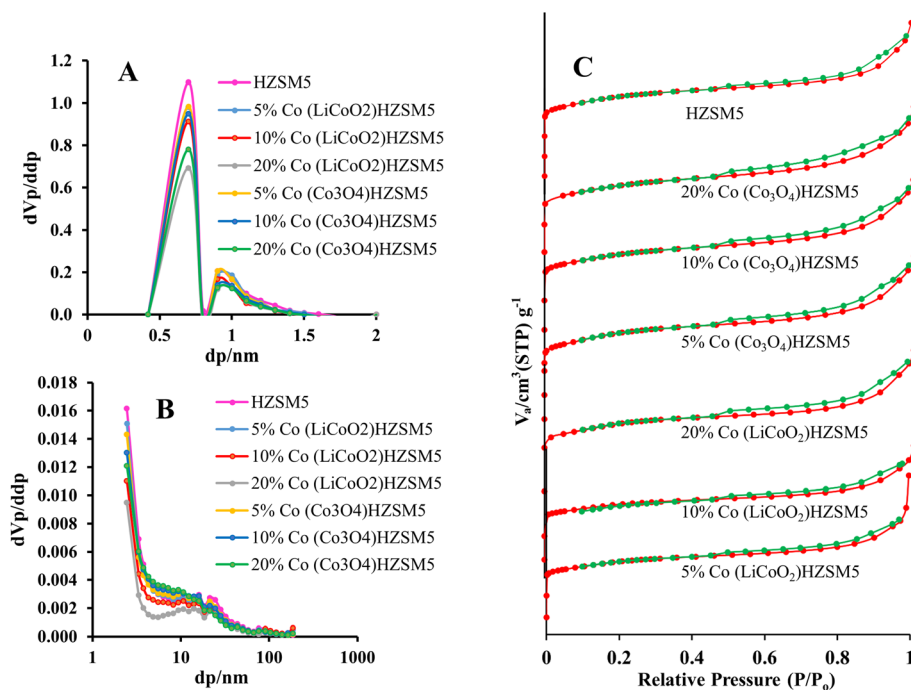 A
dVp/ddp
1.2
1.0
0.8
0.6
0.4
0.2
0.0
0
1
2
dp/nm
HZSM5
5% Co (LiCoO2)HZSM5
10% Co (LiCoO2)HZSM5
20% Co (LiCoO2)HZSM5
5% Co (Co3O4)HZSM5
10% Co (Co3O4)HZSM5
20% Co (Co3O4)HZSM5
B
dVp/ddp
0.018
0.016
0.014
0.012
0.010
0.008
0.006
0.004
0.002
0.000
1
10
100
1000
dp/nm
HZSM5
5% Co (LiCoO2)HZSM5
10% Co (LiCoO2)HZSM5
20% Co (LiCoO2)HZSM5
5% Co (Co3O4)HZSM5
10% Co (Co3O4)HZSM5
20% Co (Co3O4)HZSM5
C
Vₐ/cm³(STP) g⁻¹
HZSM5
20% Co (Co₃O₄)HZSM5
10% Co (Co₃O₄)HZSM5
5% Co (Co₃O₄)HZSM5
20% Co (LiCoO₂)HZSM5
10% Co (LiCoO₂)HZSM5
5% Co (LiCoO₂)HZSM5
0
0.2
0.4
0.6
0.8
1
Relative Pressure (P/Pₒ)